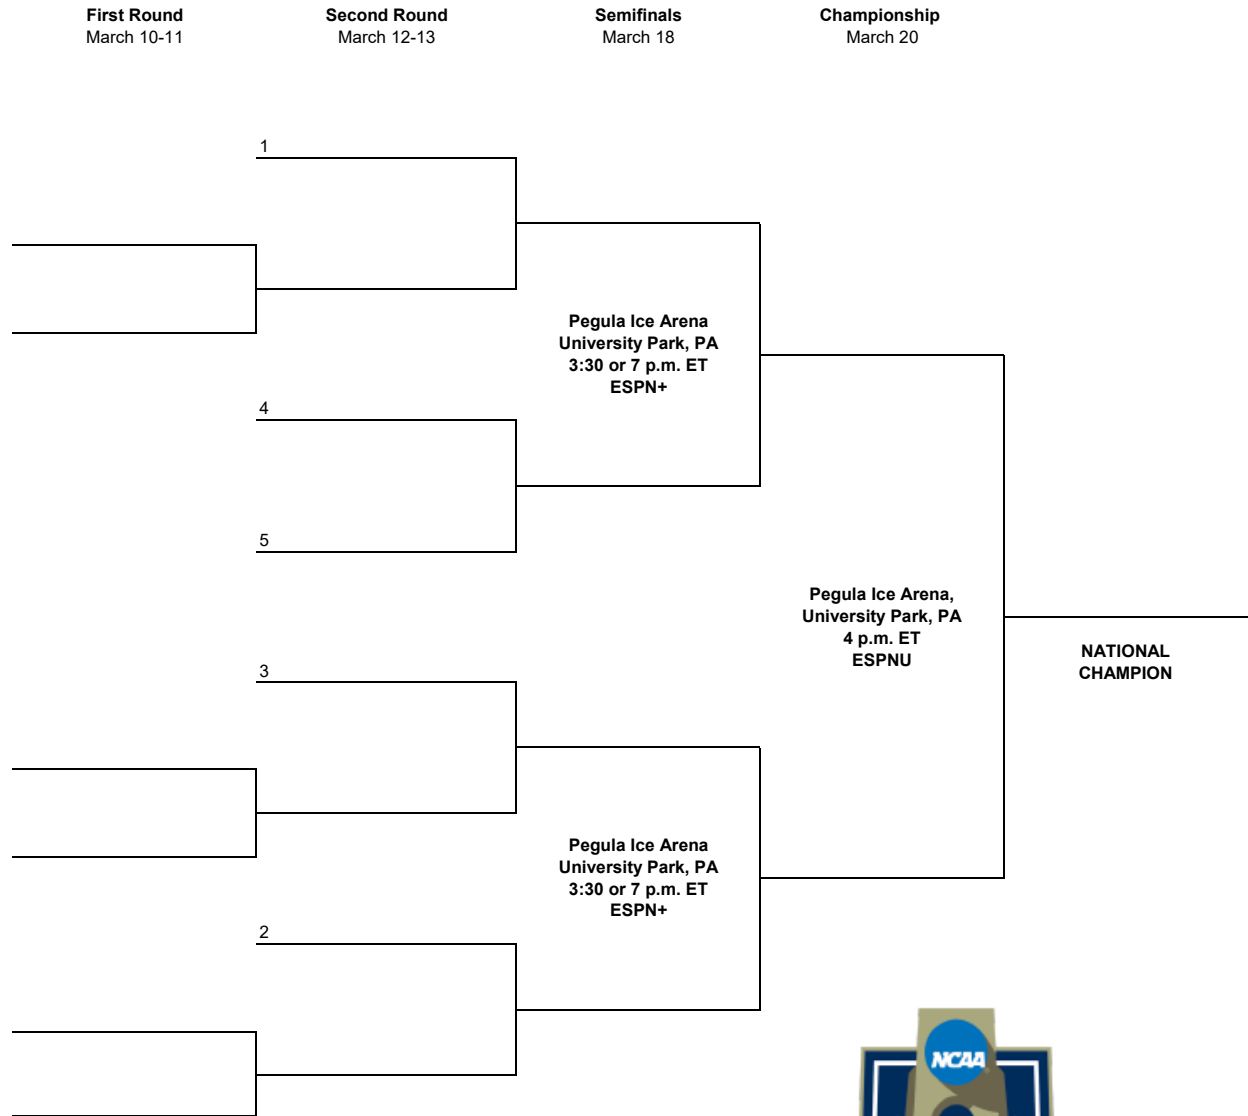 First Round
March 10-11
Second Round
March 12-13
Semifinals
March 18
Championship
March 20
1
Pegula Ice Arena
University Park, PA
3:30 or 7 p.m. ET
ESPN+
4
5
Pegula Ice Arena,
University Park, PA
4 p.m. ET
ESPNU
NATIONAL
CHAMPION
3
Pegula Ice Arena
University Park, PA
3:30 or 7 p.m. ET
ESPN+
2
NCAA